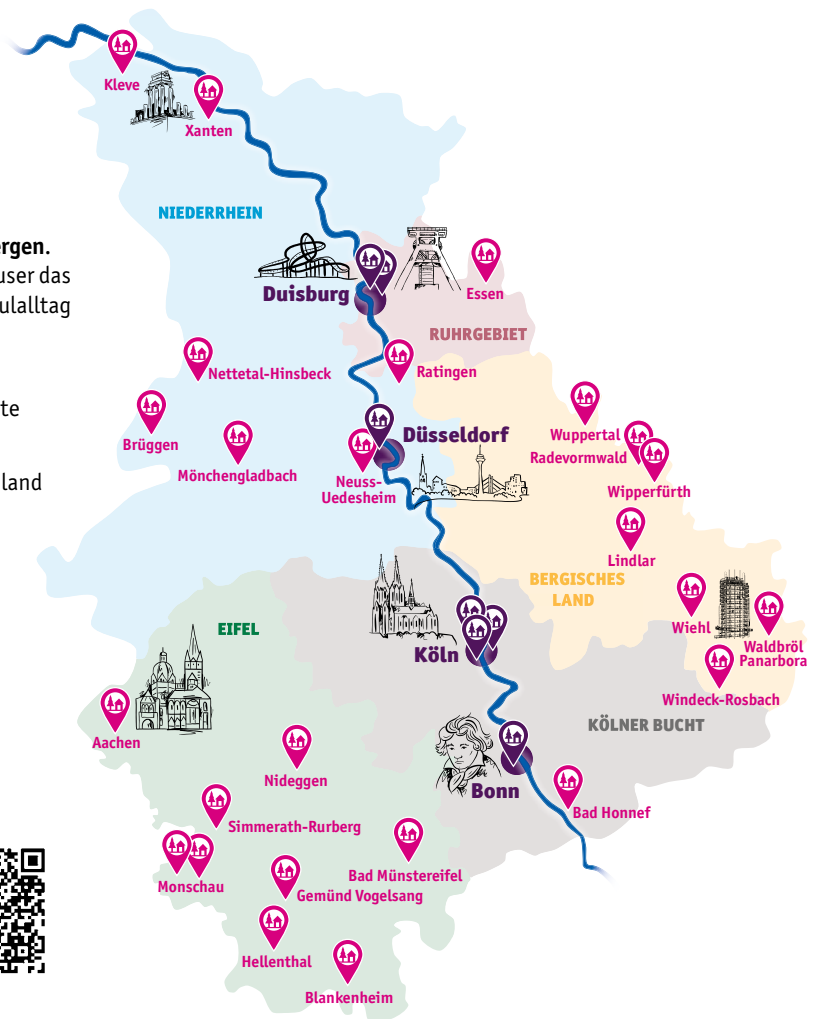 Kleve
Xanten
NIEDERRHEIN
ergen.
user das
ulalltag
Duisburg
Essen
RUHRGEBIET
Nettetal-Hinsbeck
Ratingen
te
Brüggen
Mönchengladbach
land
Düsseldorf
Neuss-
Uedesheim
Wuppertal
Radevormwald
Wipperfürth
Lindlar
BERGISCHES
LAND
Wiehl
Waldbröl
Panarbora
Windeck-Rosbach
EIFEL
Köln
KÖLNER BUCHT
Aachen
Nideggen
Bonn
Bad Honnef
Simmerath-Rurberg
Monschau
Bad Münstereifel
Gemünd Vogelsang
Hellenthal
Blankenheim